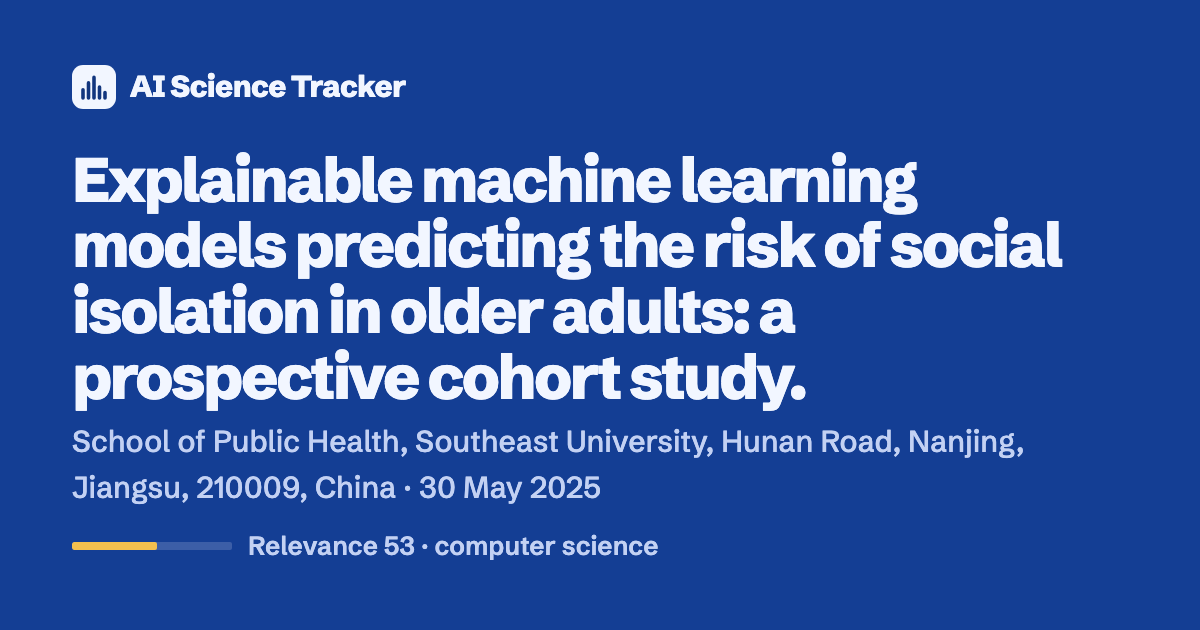 AI Science Tracker
Explainable machine learning
models predicting the risk of social
isolation in older adults: a
prospective cohort study.
School of Public Health, Southeast University, Hunan Road, Nanjing,
Jiangsu, 210009, China · 30 May 2025
Relevance 53 · computer science